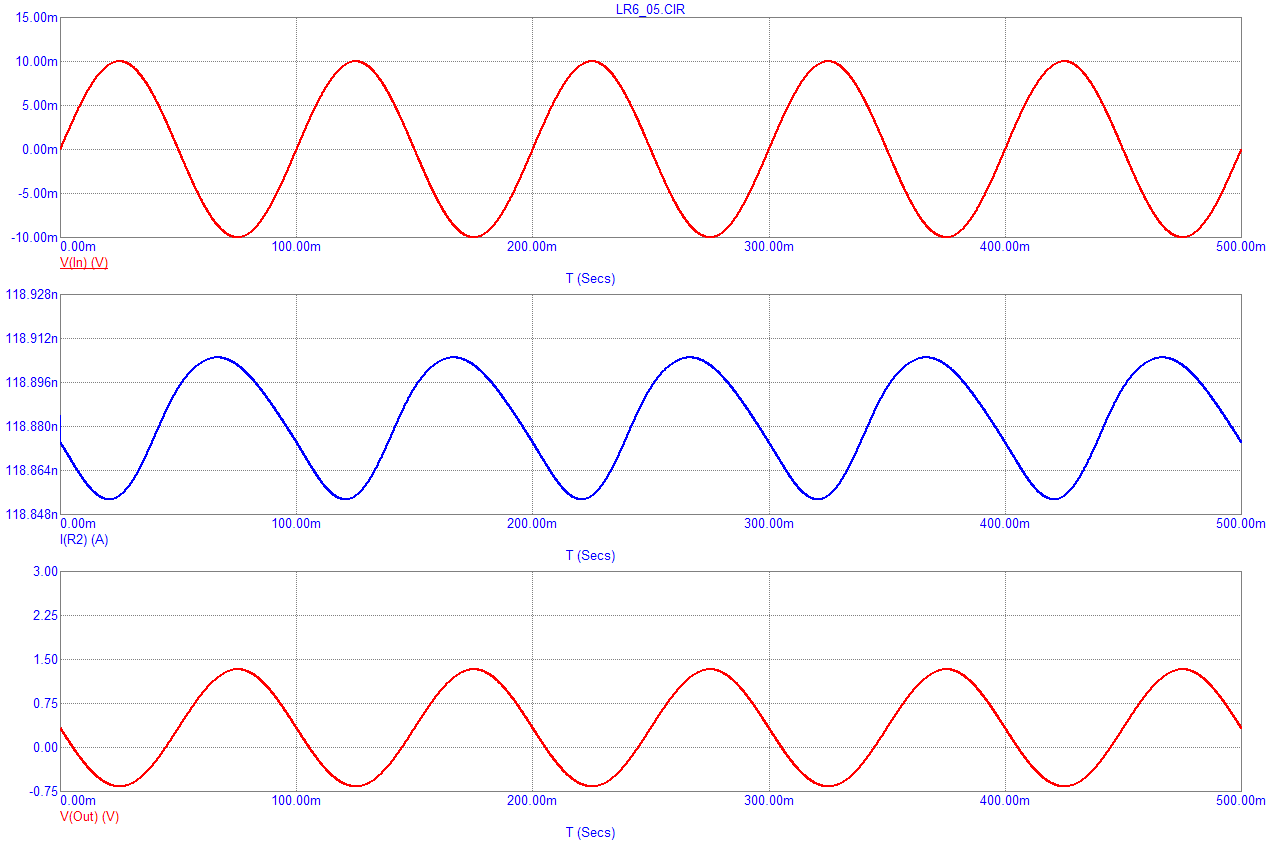 LR6_05.CIR
15.00m
10.00m
5.00m
0.00m
-5.00m
-10.00m
0.00m 100.00m 200.00m 300.00m 400.00m 500.00m
V(In) (V)
T (Secs)
118.928n
118.912n
118.896n
118.880n
118.864n
118.848n
0.00m 100.00m 200.00m 300.00m 400.00m 500.00m
I(R2) (A)
T (Secs)
3.00
2.25
1.50
0.75
0.00
-0.75
0.00m 100.00m 200.00m 300.00m 400.00m 500.00m
V(Out) (V)
T (Secs)